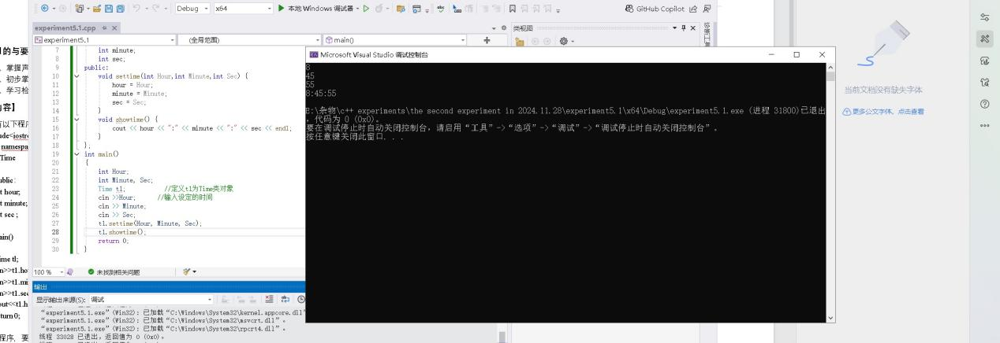 Debug
x64
本地 Windows 调试器
GitHub Copilot
experiment5.1.cpp
experiment5.1
(全局范围)
main()
类视图
7 int minute;
8 int sec;
9 public:
10 void settime(int Hour,int Minute,int Sec) {
11 hour = Hour;
12 minute = Minute;
13 sec = Sec;
14 }
15 void showtime() {
16 cout << hour << ":" << minute << ":" << sec << endl;
17 }
18 };
19 int main()
20 {
21 int Hour;
22 int Minute, Sec;
23 Time t1; //定义t1为Time类对象
24 cin >>Hour; //输入设定的时间
25 cin >> Minute;
26 cin >> Sec;
27 t1.settime(Hour, Minute, Sec);
28 t1.showtime();
29 return 0;
30 }
100 %
未找到相关问题
输出
显示输出来源(S): 调试
“experiment5.1.exe”(Win32): 已加载“C:\Windows\System32\kernel.appcore.dll”
“experiment5.1.exe”(Win32): 已加载“C:\Windows\System32\msvcrt.dll”。
“experiment5.1.exe”(Win32): 已加载“C:\Windows\System32\rpcrt4.dll”。
线程 33028 已退出，返回值为 0 (0x0)。
Microsoft Visual Studio 调试控制台
8
45
55
8:45:55
E:\杂物\c++ experiments\the second experiment in 2024.11.28\experiment5.1\x64\Debug\experiment5.1.exe (进程 31800)已退出
，代码为 0 (0x0)。
要在调试停止时自动关闭控制台，请启用“工具”->“选项”->“调试”->“调试停止时自动关闭控制台”。
按任意键关闭此窗口. . .
当前文档没有缺失字体
更多公文字体，点击查看
的与要
、掌握声
、初步掌
、学习检
内容】
有以下程序
ude<iostre
namespa
Time
ublic:
t hour;
t minute;
t sec ;
ain()
ime tl;
n>>t1.ho
n>>t1.mi
n>>t1.sec
out<<t1.h
turn 0;
程序，要